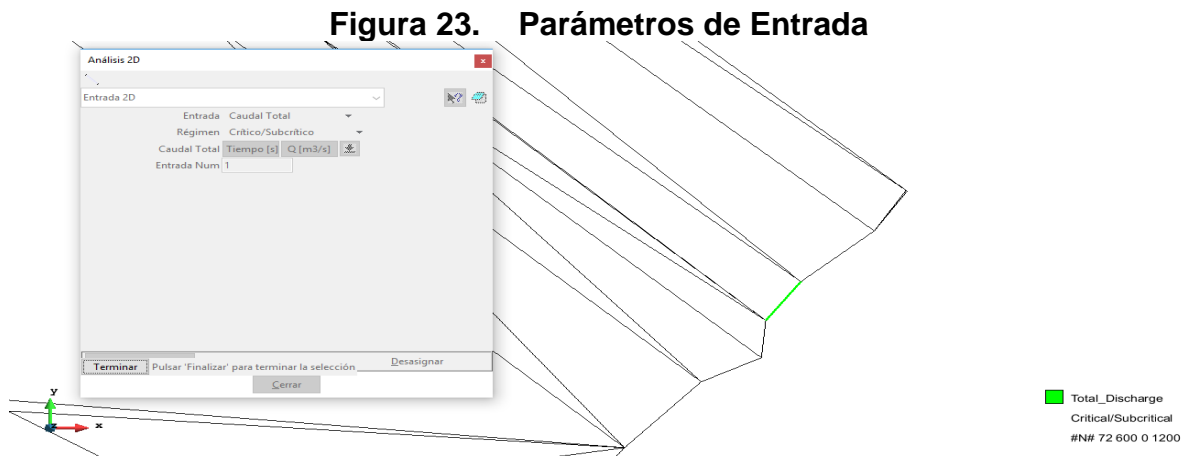 Figura 23. Parámetros de Entrada
Análisis 2D
x
Entrada 2D
Entrada Caudal Total
Régimen Crítico/Subcrítico
Caudal Total Tiempo [s] Q [m3/s]
Entrada Num 1
Terminar Pulsar 'Finalizar' para terminar la selección Desasignar
Cerrar
y
x
Total_Discharge
Critical/Subcritical
#N# 72 600 0 1200